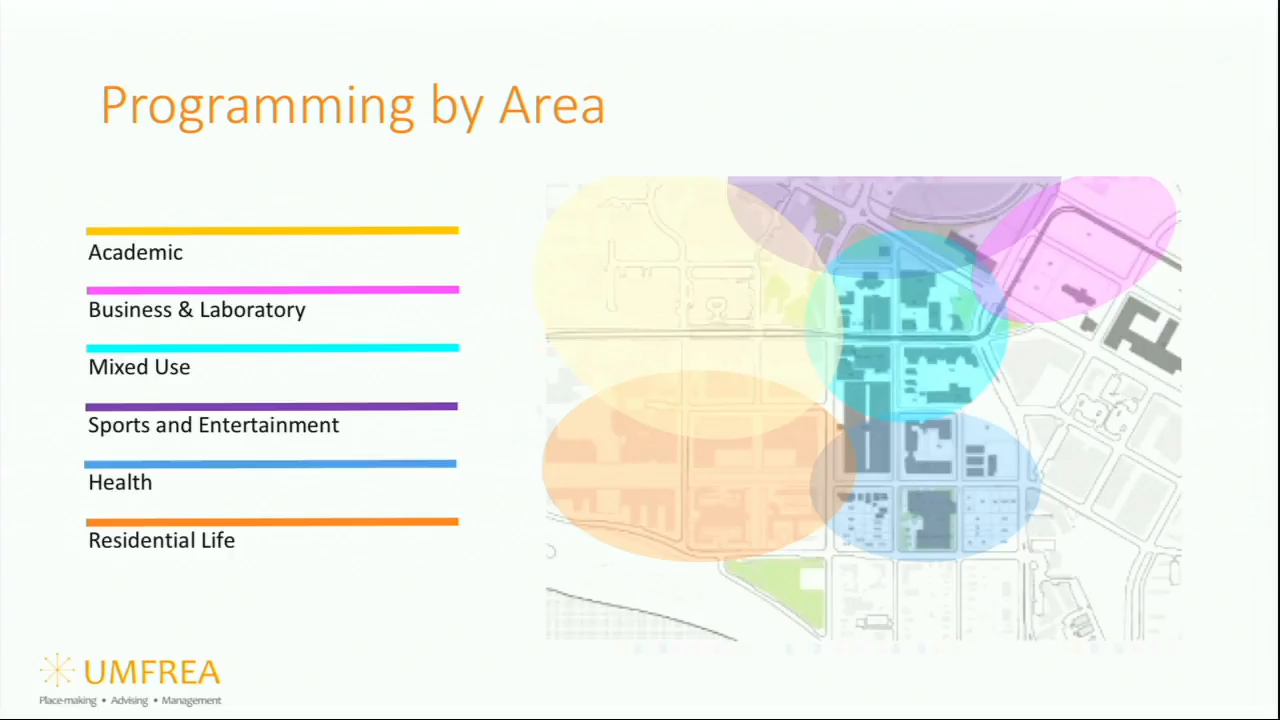 Programming by Area
Academic
Business & Laboratory
Mixed Use
Sports and Entertainment
Health
Residential Life
UMFREA
Place-making • Advising • Management